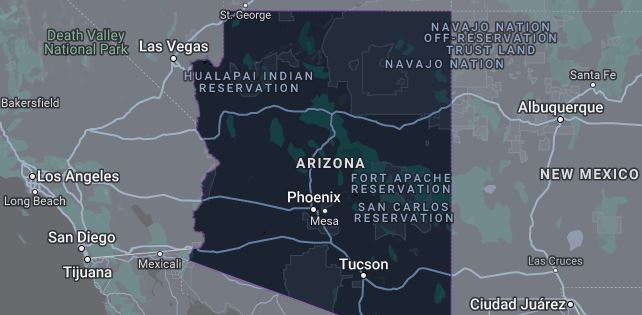 St. George
Death Valley
National Park
Las Vegas
NAVAJO NATION
OFF-RESERVATION
TRUST LAND
NAVAJO NATION
HUALAPAI INDIAN
RESERVATION
Santa Fe
Bakersfield
Albuquerque
ARIZONA
Los Angeles
FORT APACHE
RESERVATION
NEW MEXICO
Long Beach
Phoenix
Mesa
SAN CARLOS
RESERVATION
San Diego
Tijuana
Mexicali
Tucson
Las Cruces
Ciudad Juárez